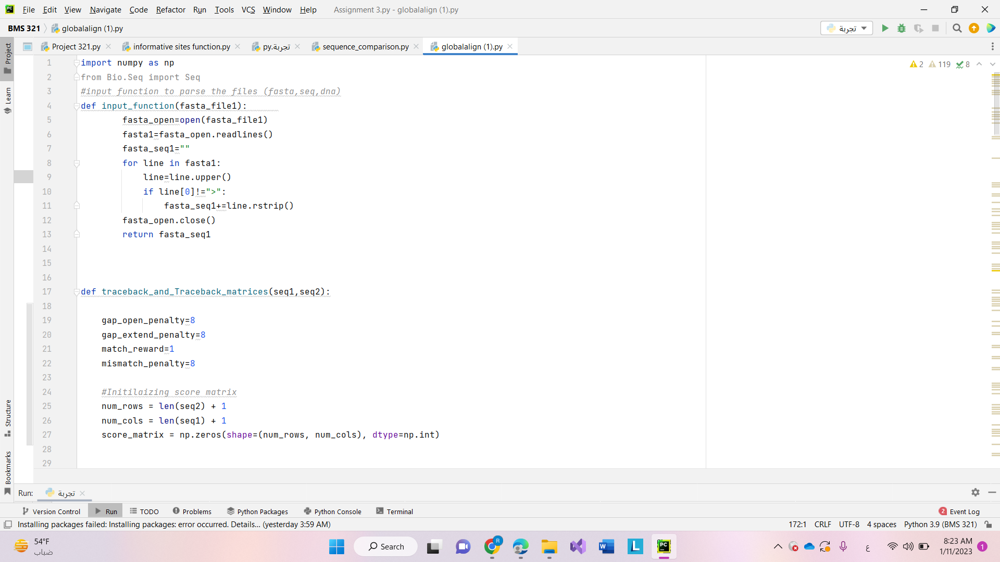 File Edit View Navigate Code Refactor Run Tools VCS Window Help Assignment 3.py - globalalign (1).py
BMS 321 globalalign (1).py تجربة
Project 321.py informative sites function.py تجربة.py sequence_comparison.py globalalign (1).py
Project
Learn
Structure
Bookmarks
2 119 8
1 import numpy as np
2 from Bio.Seq import Seq
3 #input function to parse the files (fasta,seq,dna)
4 def input_function(fasta_file1):
5 fasta_open=open(fasta_file1)
6 fasta1=fasta_open.readlines()
7 fasta_seq1=""
8 for line in fasta1:
9 line=line.upper()
10 if line[0]!=">":
11 fasta_seq1+=line.rstrip()
12 fasta_open.close()
13 return fasta_seq1
14
15
16
17 def traceback_and_Traceback_matrices(seq1,seq2):
18
19 gap_open_penalty=8
20 gap_extend_penalty=8
21 match_reward=1
22 mismatch_penalty=8
23
24 #Initilaizing score matrix
25 num_rows = len(seq2) + 1
26 num_cols = len(seq1) + 1
27 score_matrix = np.zeros(shape=(num_rows, num_cols), dtype=np.int)
28
29
Run: تجربة
Version Control Run TODO Problems Python Packages Python Console Terminal 2 Event Log
Installing packages failed: Installing packages: error occurred. Details... (yesterday 3:59 AM) 172:1 CRLF UTF-8 4 spaces Python 3.9 (BMS 321)
54°F
ضباب
Search
R
W
L
PC
ع
8:23 AM
1/11/2023
1